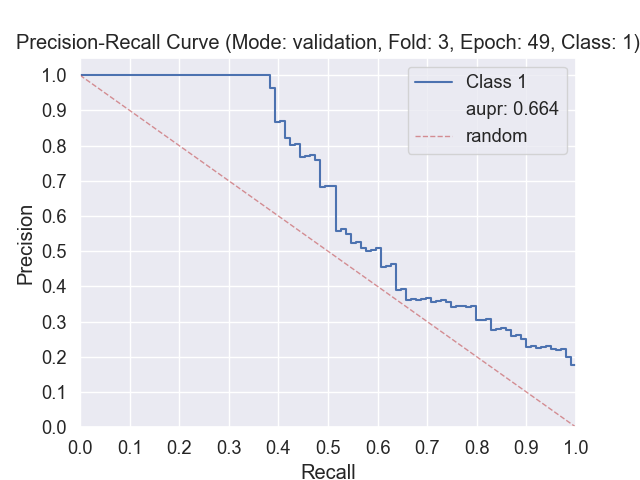 Precision-Recall Curve (Mode: validation, Fold: 3, Epoch: 49, Class: 1)
Class 1
aupr: 0.664
random
Precision
1.0
0.9
0.8
0.7
0.6
0.5
0.4
0.3
0.2
0.1
0.0
0.0 0.1 0.2 0.3 0.4 0.5 0.6 0.7 0.8 0.9 1.0
Recall